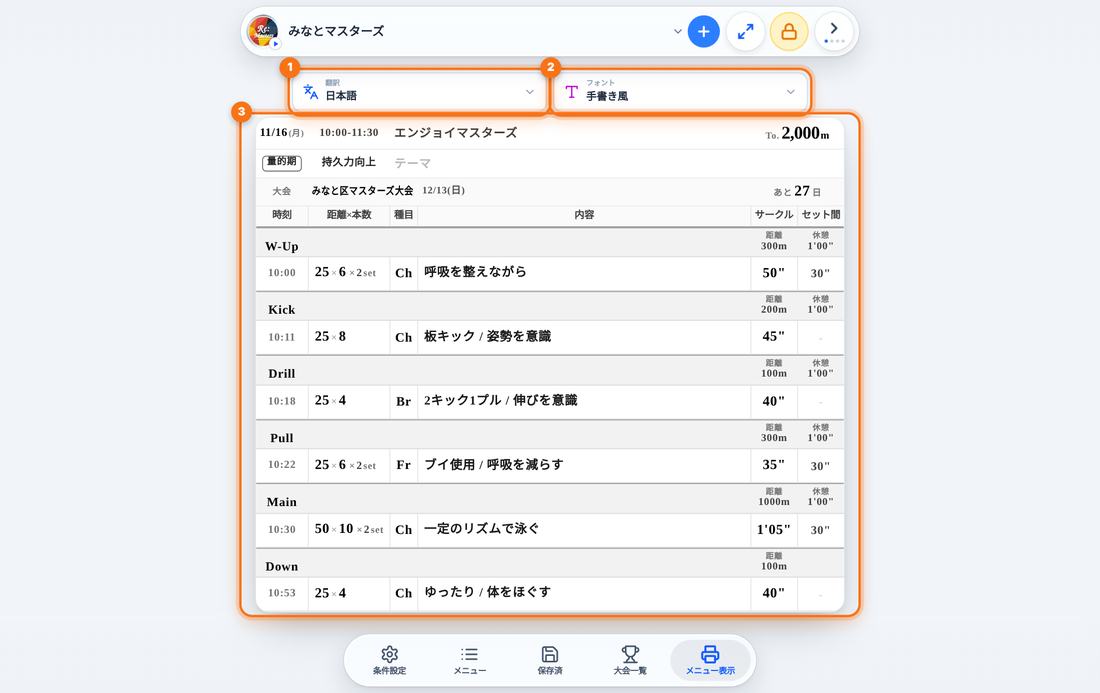 Re:
Masters
みなとマスターズ
1
翻訳
日本語
2
フォント
手書き風
3
11/16(月) 10:00-11:30 エンジョイマスターズ To. 2,000m
量的期 持久力向上 テーマ
大会 みなと区マスターズ大会 12/13(日) あと 27 日
時刻 距離×本数 種目 内容 サークル セット間
W-Up 距離 300m 休憩 1'00"
10:00 25×6×2set Ch 呼吸を整えながら 50" 30"
Kick 距離 200m 休憩 1'00"
10:11 25×8 Ch 板キック / 姿勢を意識 45" -
Drill 距離 100m 休憩 1'00"
10:18 25×4 Br 2キック1プル / 伸びを意識 40" -
Pull 距離 300m 休憩 1'00"
10:22 25×6×2set Fr ブイ使用 / 呼吸を減らす 35" 30"
Main 距離 1000m 休憩 1'00"
10:30 50×10×2set Ch 一定のリズムで泳ぐ 1'05" 30"
Down 距離 100m
10:53 25×4 Ch ゆったり / 体をほぐす 40" -
条件設定 メニュー 保存済 大会一覧 メニュー表示